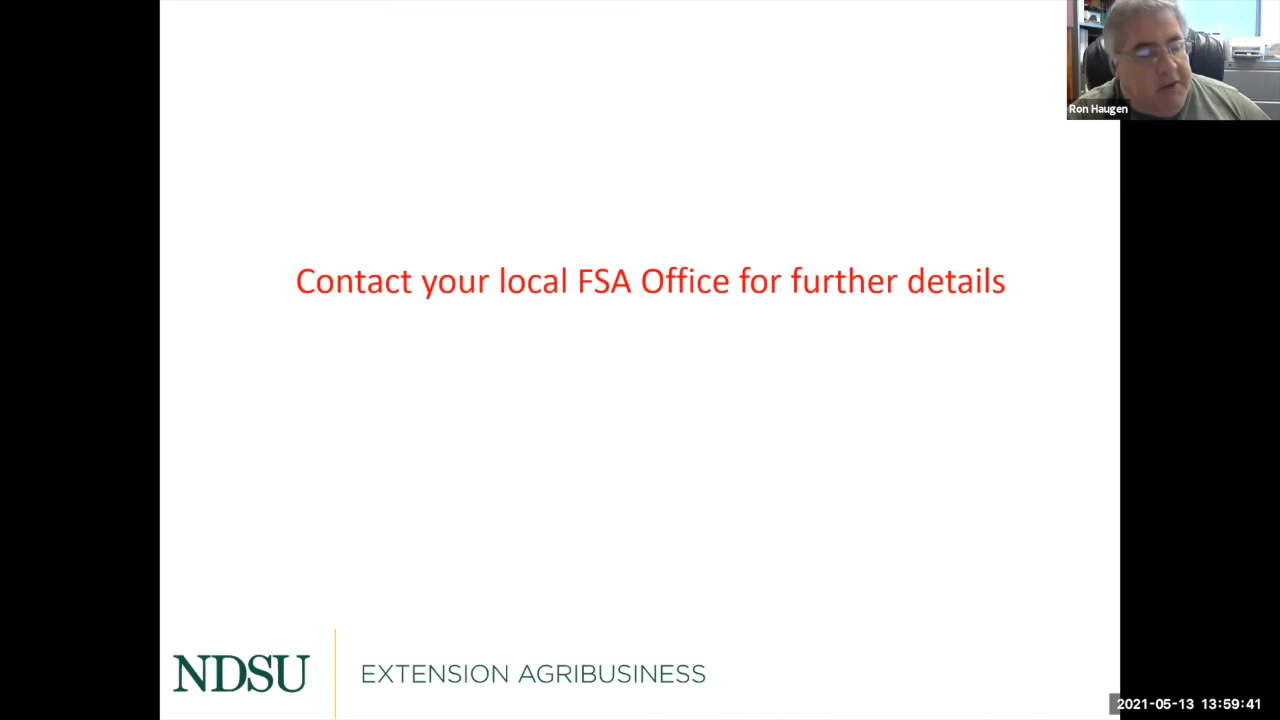 Ron Haugen
Contact your local FSA Office for further details
NDSU
EXTENSION AGRIBUSINESS
2021-05-13 13:59:41